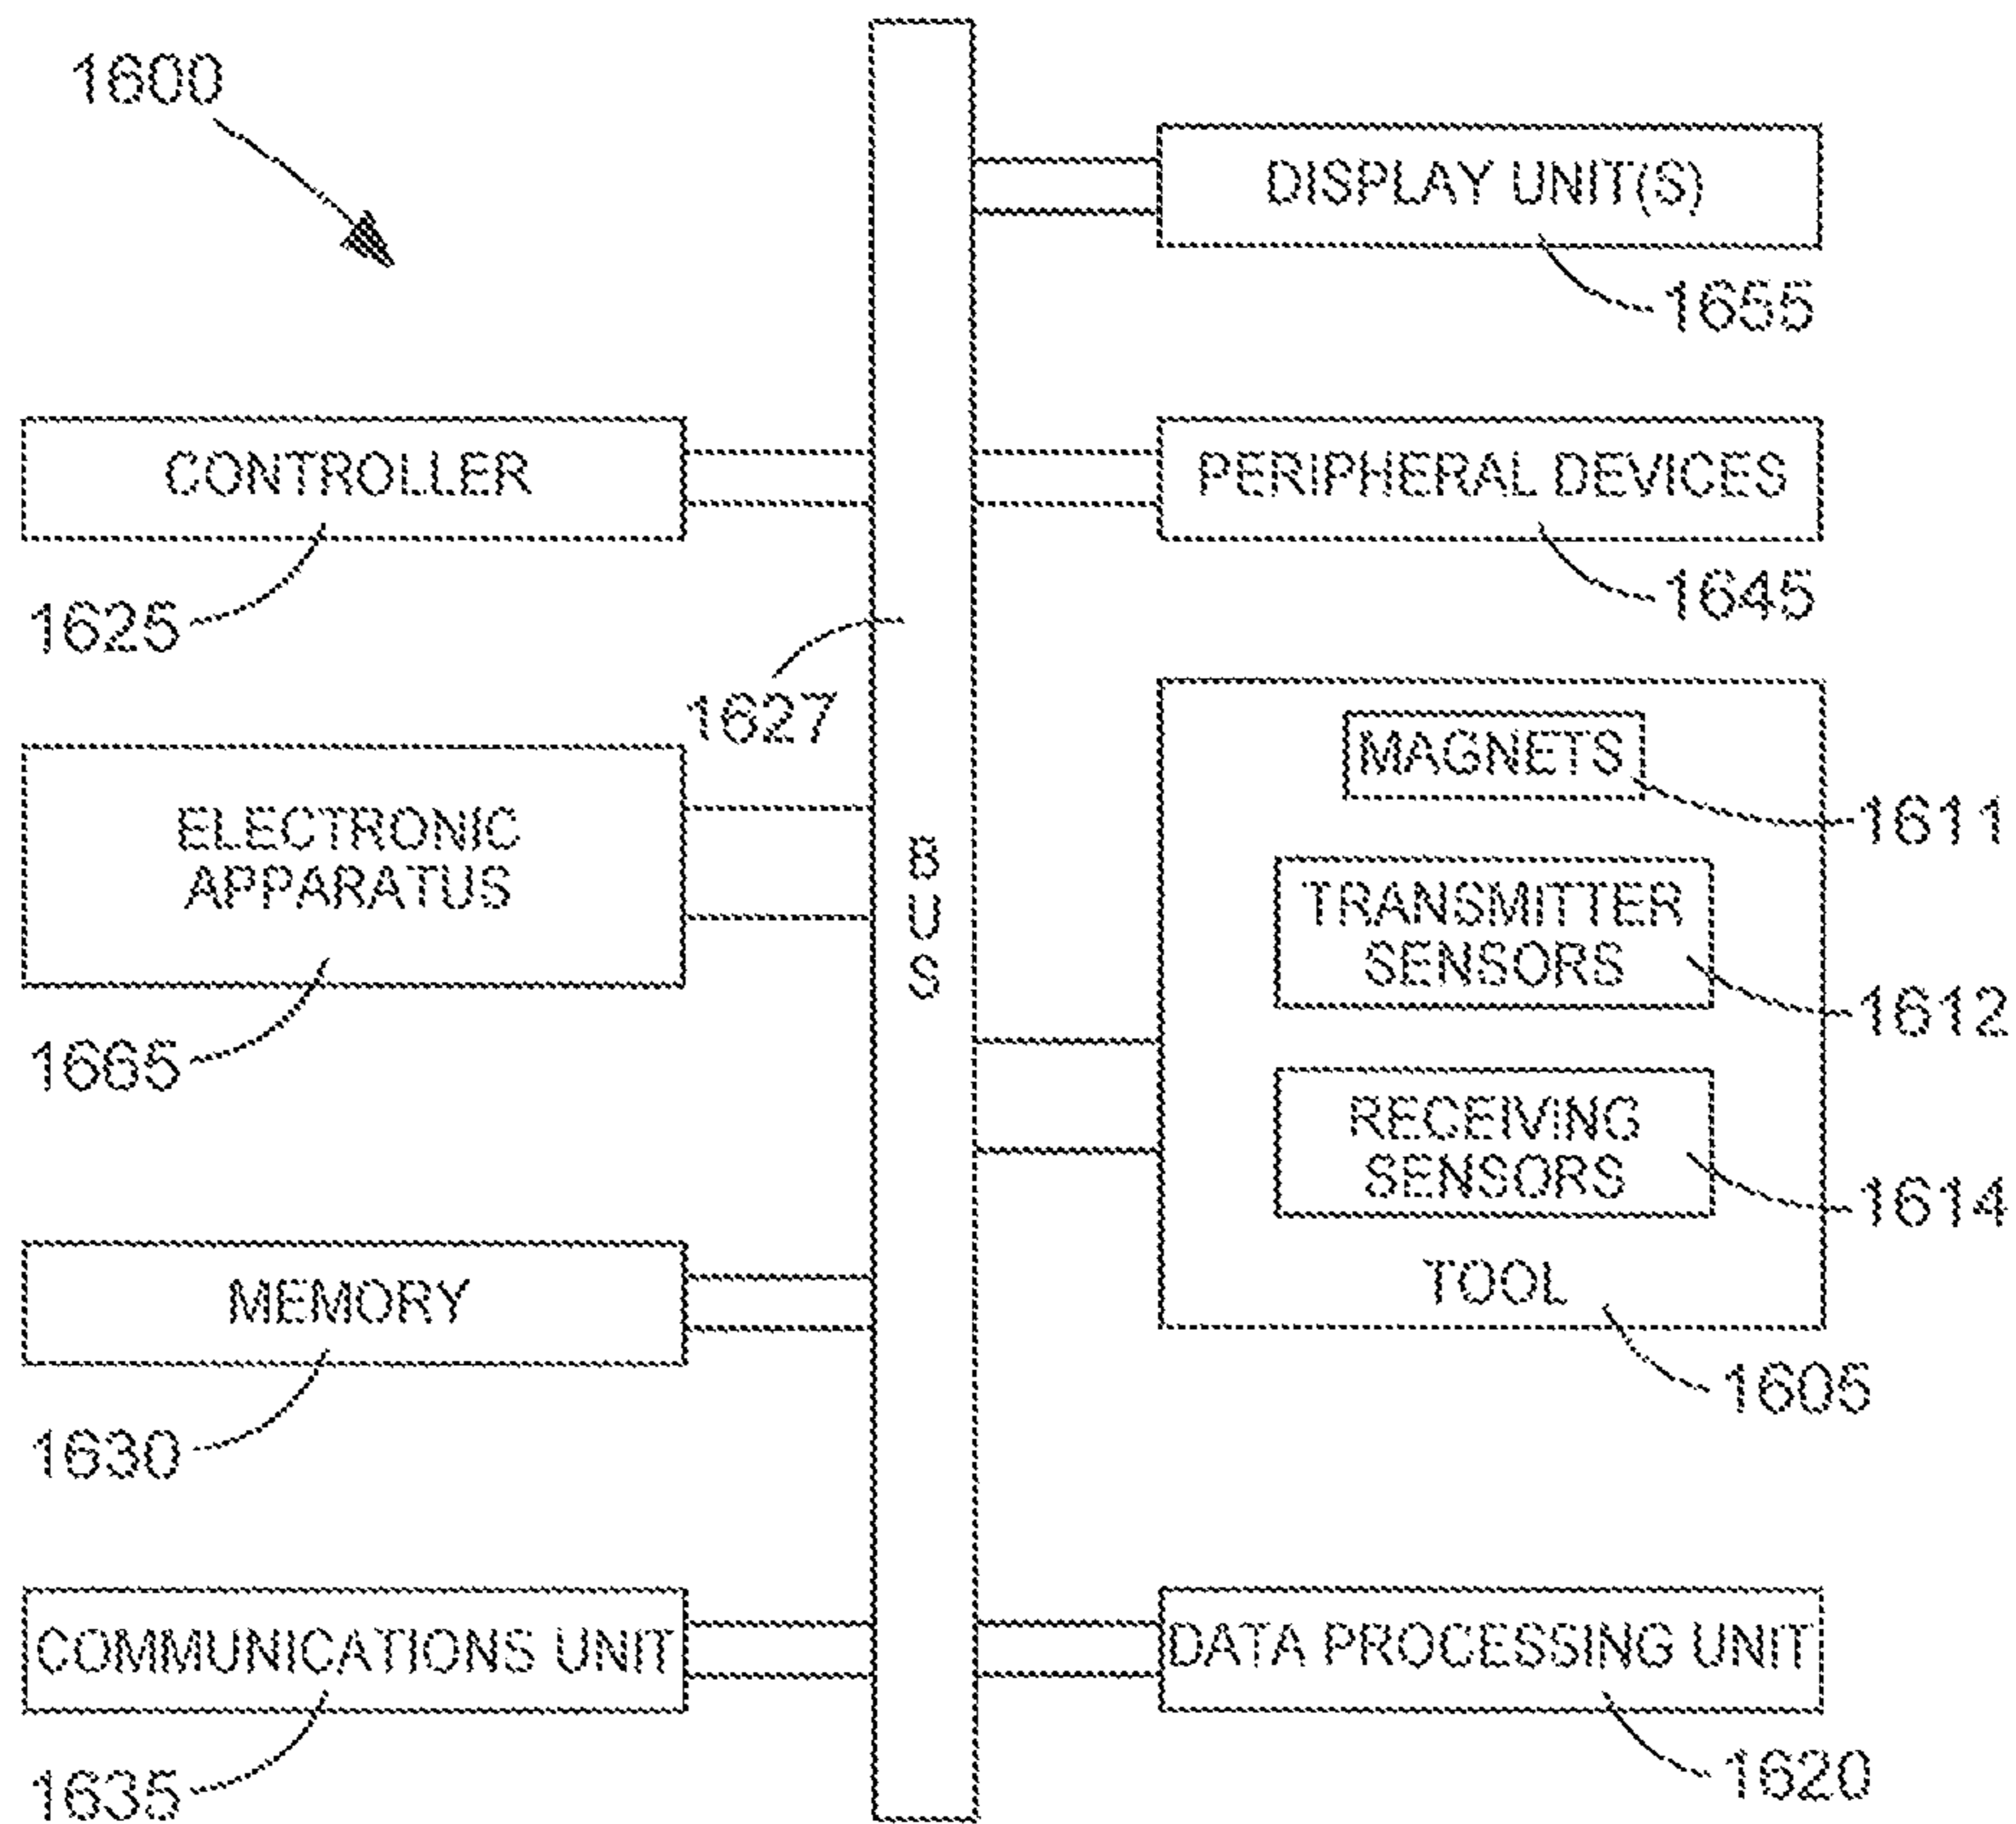 1600
DISPLAY UNIT(S)
1655
CONTROLLER
1625
PERIPHERAL DEVICES
1645
1627
BUS
MAGNETS
1611
ELECTRONIC
APPARATUS
1665
TRANSMITTER
SENSORS
1612
RECEIVING
SENSORS
1614
TOOL
1605
MEMORY
1630
COMMUNICATIONS UNIT
1635
DATA PROCESSING UNIT
1620